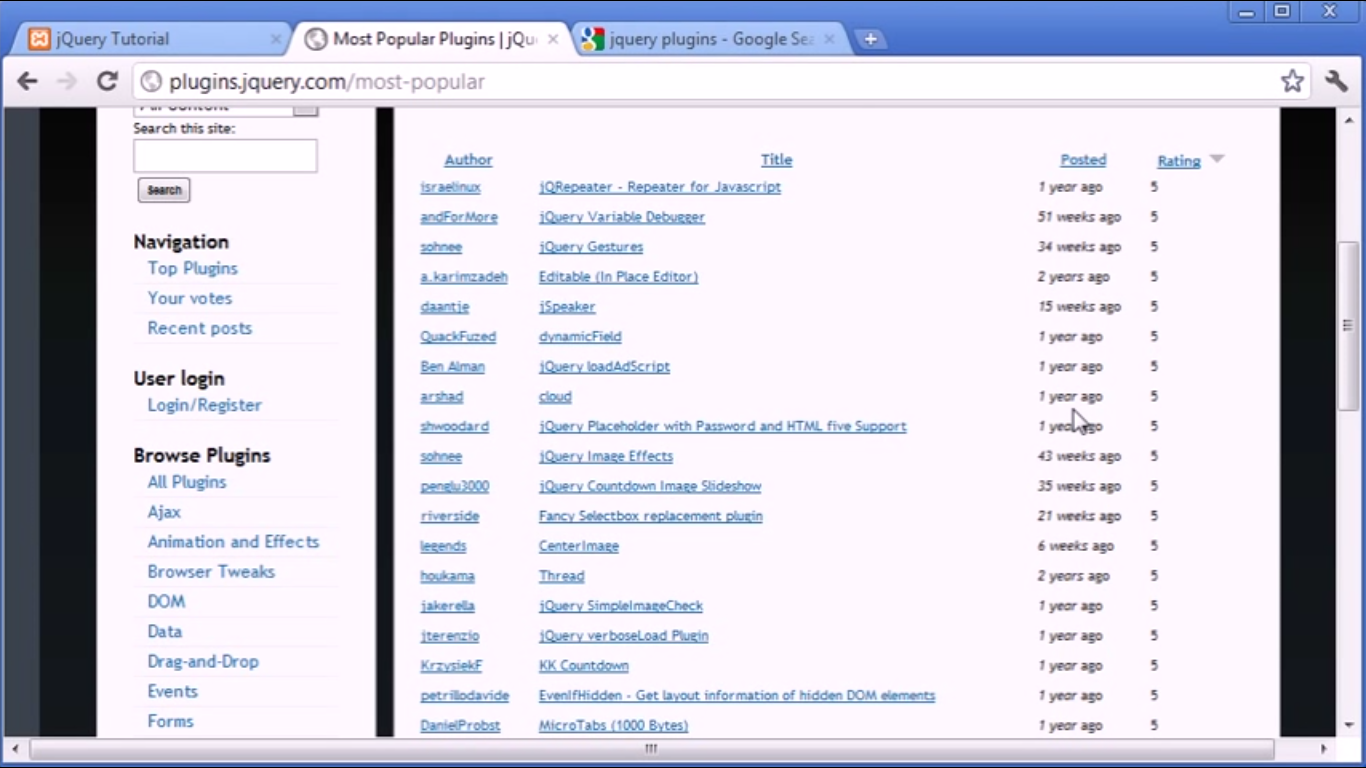 jQuery Tutorial
Most Popular Plugins | jQu
jquery plugins - Google Sea
plugins.jquery.com/most-popular
All Content
Search this site:
Search
Navigation
Top Plugins
Your votes
Recent posts
User login
Login/Register
Browse Plugins
All Plugins
Ajax
Animation and Effects
Browser Tweaks
DOM
Data
Drag-and-Drop
Events
Forms
Author Title Posted Rating
israelinux jQRepeater - Repeater for Javascript 1 year ago 5
andForMore jQuery Variable Debugger 51 weeks ago 5
sohnee jQuery Gestures 34 weeks ago 5
a.karimzadeh Editable (In Place Editor) 2 years ago 5
daantje jSpeaker 15 weeks ago 5
QuackFuzed dynamicField 1 year ago 5
Ben Alman jQuery loadAdScript 1 year ago 5
arshad cloud 1 year ago 5
shwoodard jQuery Placeholder with Password and HTML five Support 1 year ago 5
sohnee jQuery Image Effects 43 weeks ago 5
penglu3000 jQuery Countdown Image Slideshow 35 weeks ago 5
riverside Fancy Selectbox replacement plugin 21 weeks ago 5
legends CenterImage 6 weeks ago 5
houkama Thread 2 years ago 5
jakerella jQuery SimpleImageCheck 1 year ago 5
jterenzio jQuery verboseLoad Plugin 1 year ago 5
KrzysiekF KK Countdown 1 year ago 5
petrillodavide EvenIfHidden - Get layout information of hidden DOM elements 1 year ago 5
DanielProbst MicroTabs (1000 Bytes) 1 year ago 5